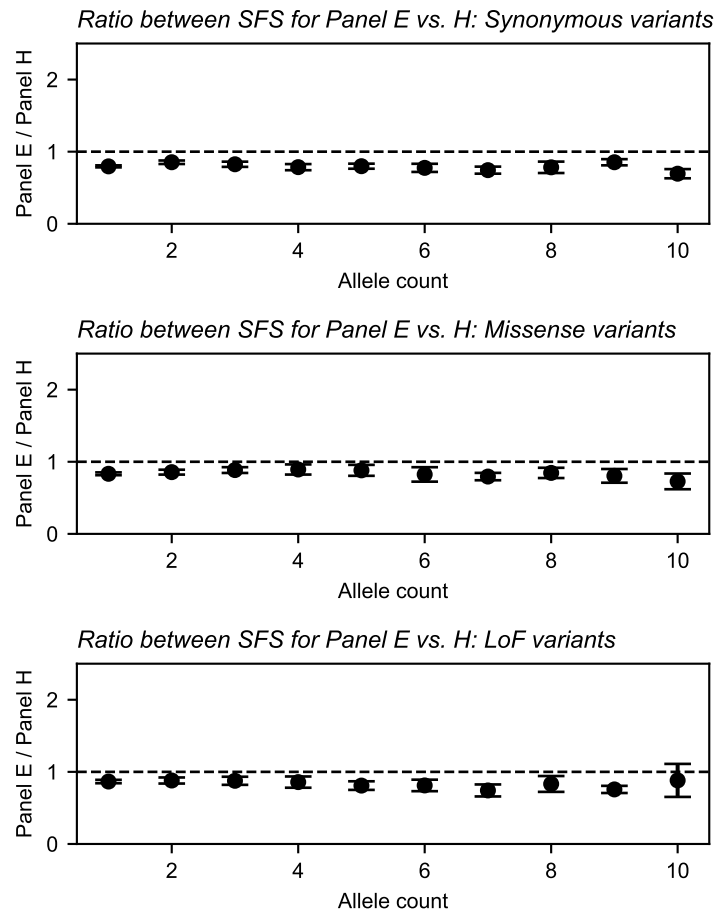 Ratio between SFS for Panel E vs. H: Synonymous variants
Panel E / Panel H
2
1
0
2 4 6 8 10
Allele count
Ratio between SFS for Panel E vs. H: Missense variants
Panel E / Panel H
2
1
0
2 4 6 8 10
Allele count
Ratio between SFS for Panel E vs. H: LoF variants
Panel E / Panel H
2
1
0
2 4 6 8 10
Allele count